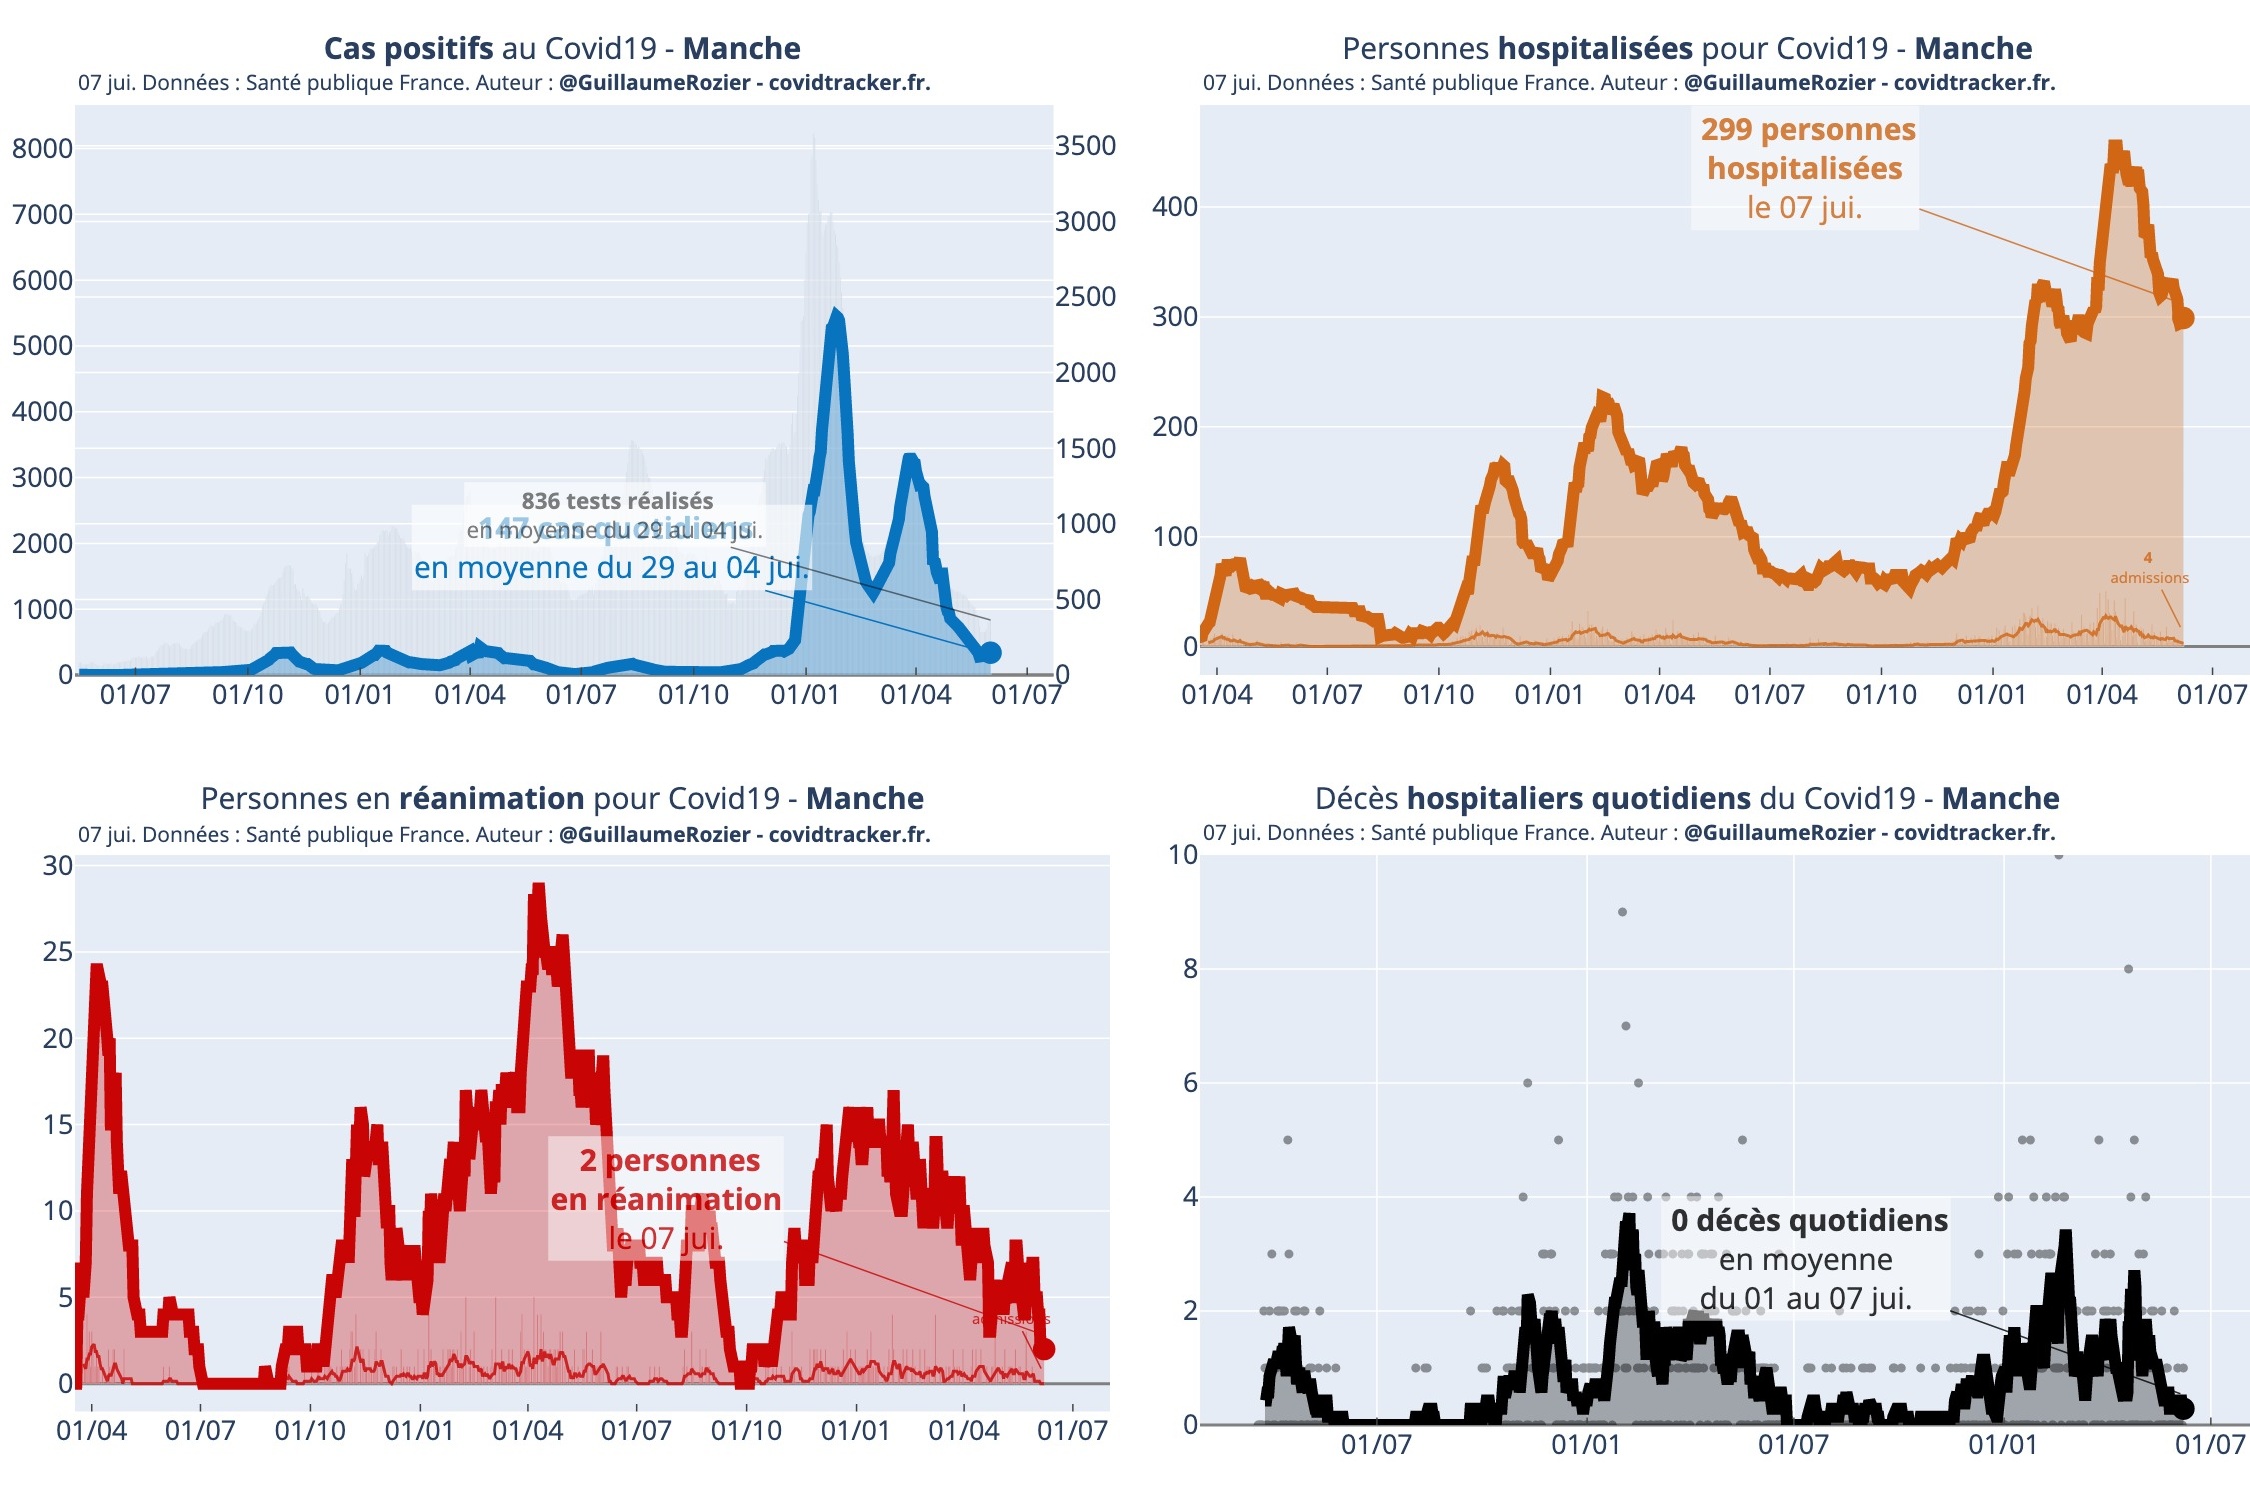 Cas positifs au Covid19 - Manche
07 jui. Données : Santé publique France. Auteur : @GuillaumeRozier - covidtracker.fr.
8000
7000
6000
5000
4000
3000
2000
1000
0
3500
3000
2500
2000
1500
1000
500
0
836 tests réalisés
en moyenne du 29 au 04 jui.
147 cas quotidiens
en moyenne du 29 au 04 jui.
01/07 01/10 01/01 01/04 01/07 01/10 01/01 01/04 01/07
Personnes hospitalisées pour Covid19 - Manche
07 jui. Données : Santé publique France. Auteur : @GuillaumeRozier - covidtracker.fr.
400
300
200
100
0
299 personnes
hospitalisées
le 07 jui.
4
admissions
01/04 01/07 01/10 01/01 01/04 01/07 01/10 01/01 01/04 01/07
Personnes en réanimation pour Covid19 - Manche
07 jui. Données : Santé publique France. Auteur : @GuillaumeRozier - covidtracker.fr.
30
25
20
15
10
5
0
2 personnes
en réanimation
le 07 jui.
admissions
01/04 01/07 01/10 01/01 01/04 01/07 01/10 01/01 01/04 01/07
Décès hospitaliers quotidiens du Covid19 - Manche
07 jui. Données : Santé publique France. Auteur : @GuillaumeRozier - covidtracker.fr.
10
8
6
4
2
0
0 décès quotidiens
en moyenne
du 01 au 07 jui.
01/07 01/01 01/07 01/01 01/07